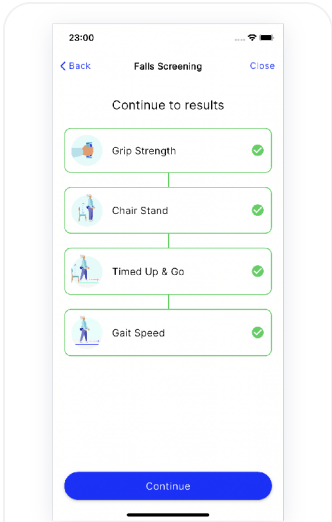 23:00
Back
Falls Screening
Close
Continue to results
Grip Strength
Chair Stand
Timed Up & Go
Gait Speed
Continue